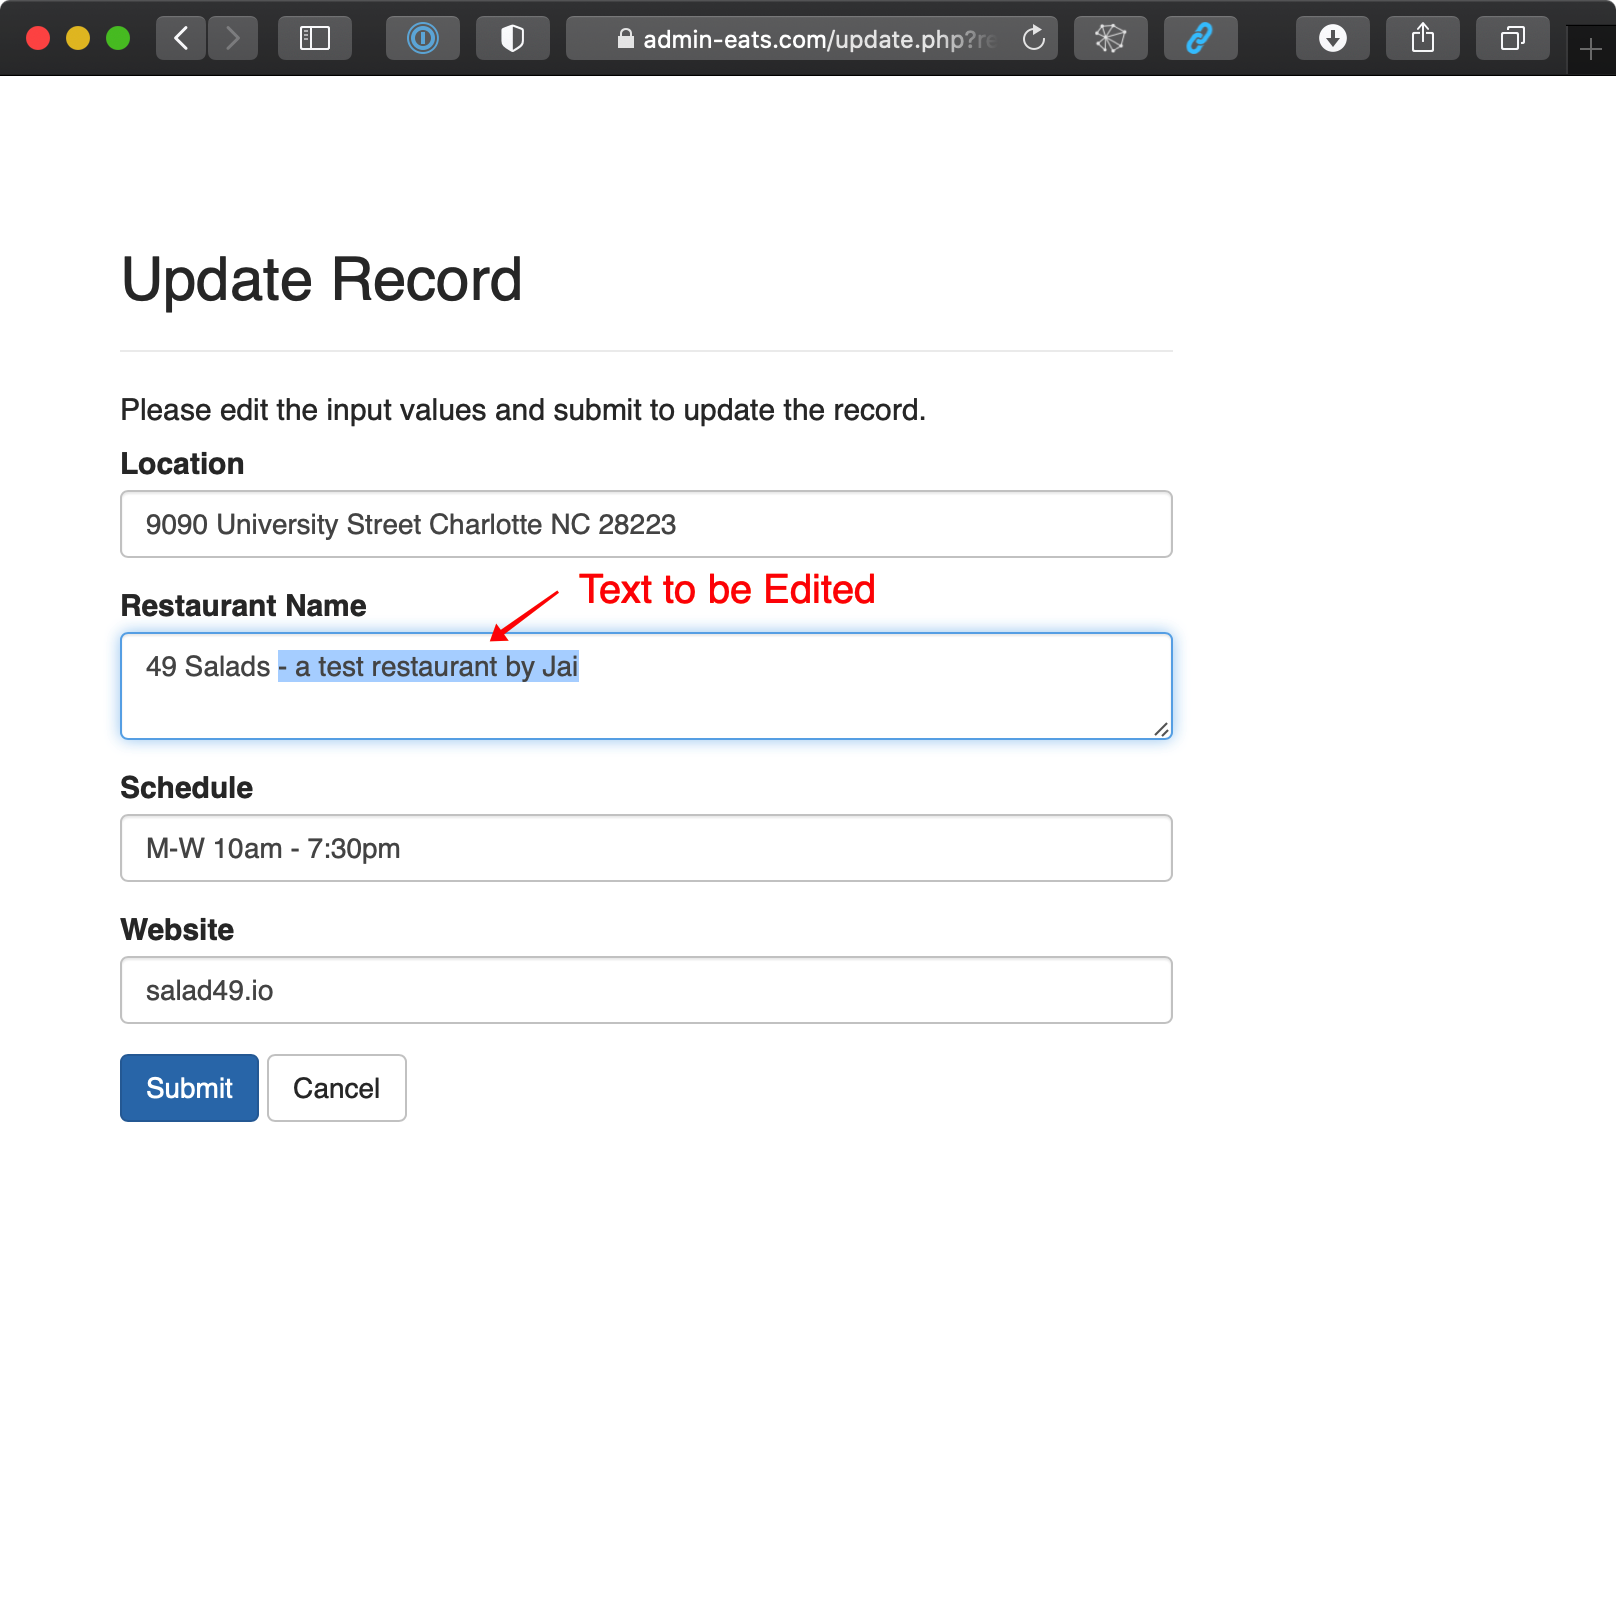 admin-eats.com/update.php?re
Update Record
Please edit the input values and submit to update the record.
Location
9090 University Street Charlotte NC 28223
Text to be Edited
Restaurant Name
49 Salads - a test restaurant by Jai
Schedule
M-W 10am - 7:30pm
Website
salad49.io
Submit Cancel